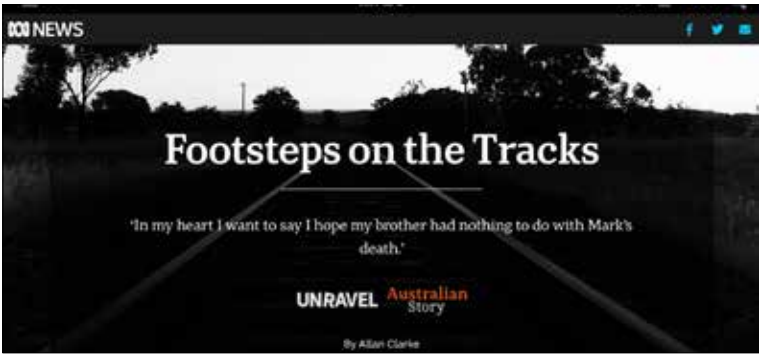 NEWS
Footsteps on the Tracks
'In my heart I want to say I hope my brother had nothing to do with Mark's
death.'
UNRAVEL Australian
Story
By Allan Clarke